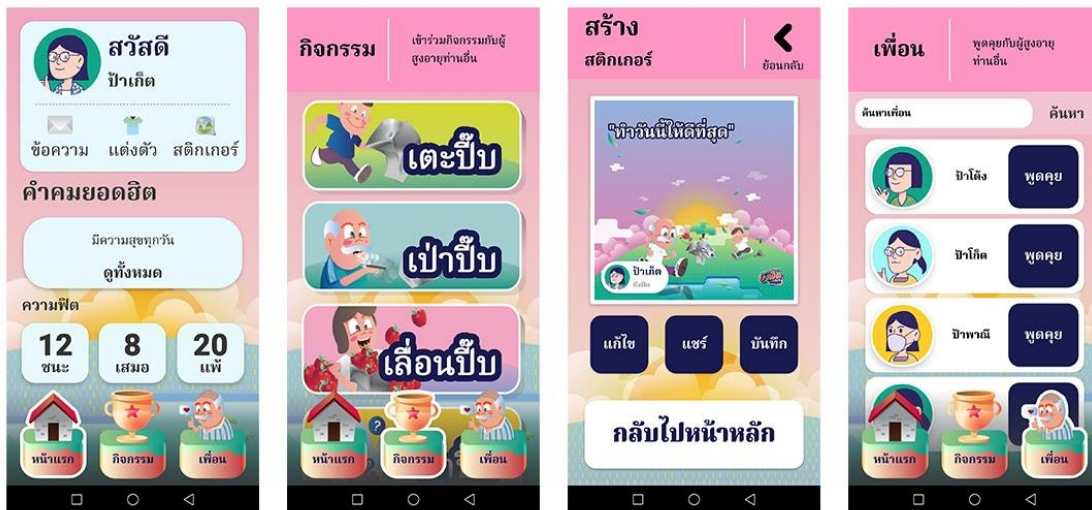 สวัสดี
ป้าเก็ต
ข้อความ แต่งตัว สติกเกอร์
คำคมยอดฮิต
มีความสุขทุกวัน
ดูทั้งหมด
ความฟิต
12 8 20
ชนะ เสมอ แพ้
หน้าแรก กิจกรรม เพื่อน
กิจกรรม
เข้าร่วมกิจกรรมกับผู้
สูงอายุท่านอื่น
เตะปี๊บ
เป่าปี๊บ
เลื่อนปี๊บ
?
หน้าแรก กิจกรรม เพื่อน
สร้าง
สติกเกอร์
ย้อนกลับ
"ทำวันนี้ให้ดีที่สุด"
ป้าเก็ต
แก้ไข แชร์ บันทึก
กลับไปหน้าหลัก
เพื่อน
พูดคุยกับผู้สูงอายุ
ท่านอื่น
ค้นหาเพื่อน ค้นหา
ป้าโด้ง พูดคุย
ป้าโก๊ต พูดคุย
ป้าพาณี พูดคุย
หน้าแรก กิจกรรม เพื่อน